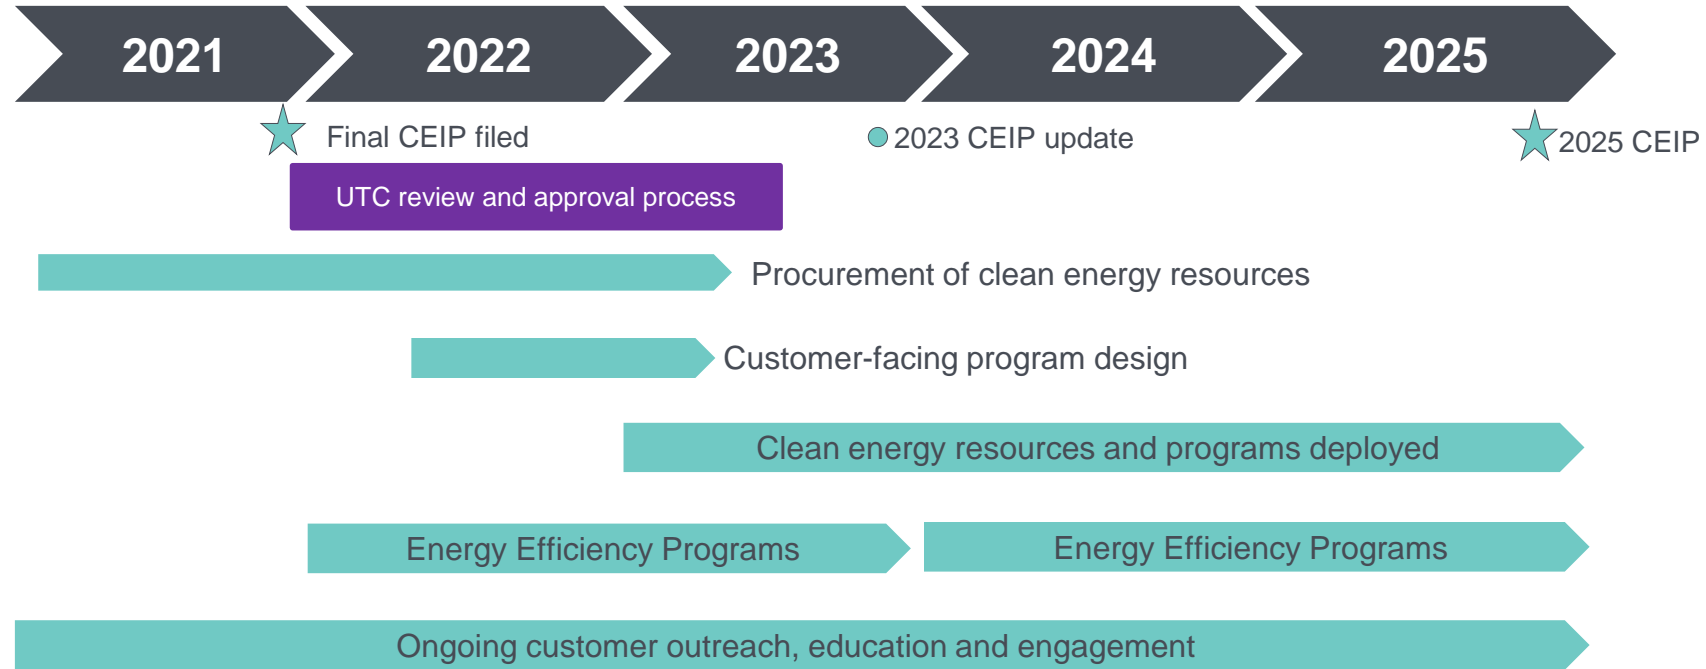 2021 2022 2023 2024 2025
Final CEIP filed
2023 CEIP update
2025 CEIP
UTC review and approval process
Procurement of clean energy resources
Customer-facing program design
Clean energy resources and programs deployed
Energy Efficiency Programs
Energy Efficiency Programs
Ongoing customer outreach, education and engagement